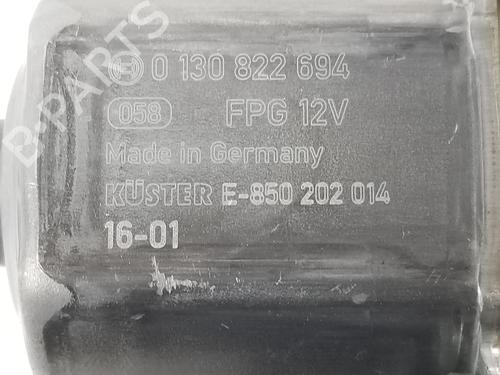 0 130 822 694
058 FPG 12V
Made in Germany
KÜSTER E-850 202 014
16-01
B-PARTS